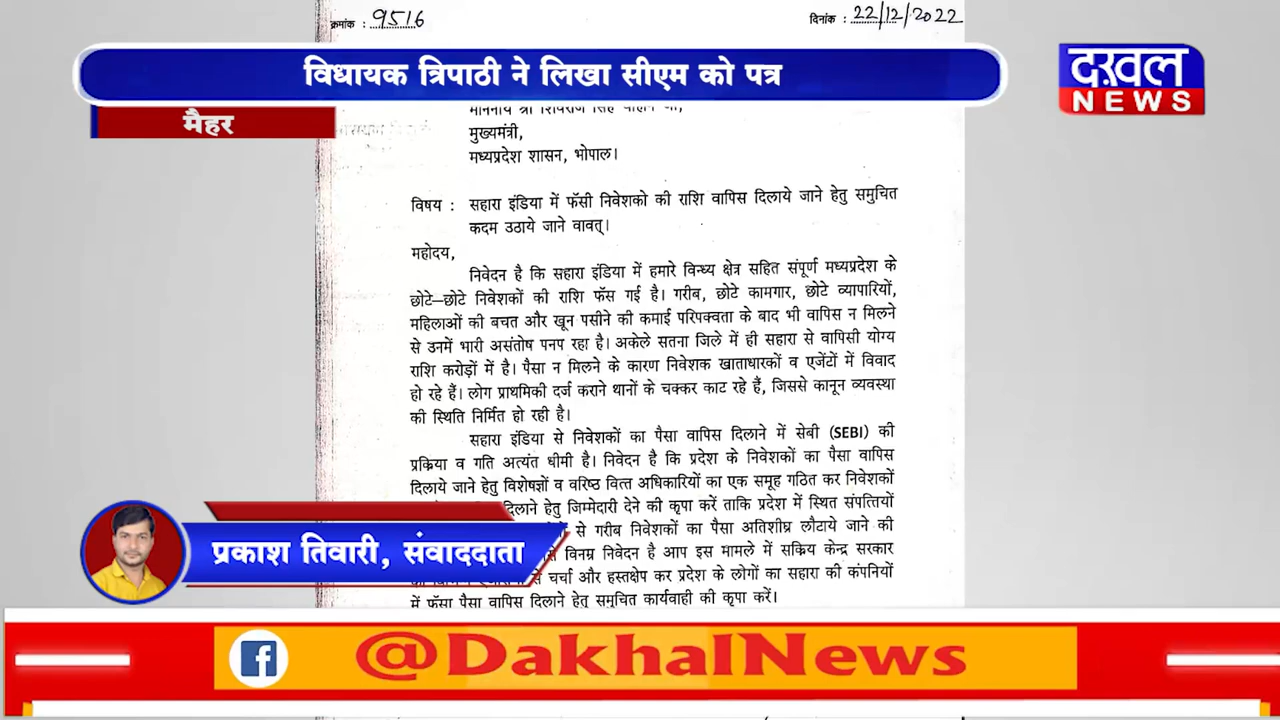 क्रमांक : 9516
दिनांक : 22/12/2022
विधायक त्रिपाठी ने लिखा सीएम को पत्र
दख़ल
NEWS
मैहर
माननीय श्री शिवराज सिंह चौहान जी,
मुख्यमंत्री,
मध्यप्रदेश शासन, भोपाल।
विषय : सहारा इंडिया में फॅसी निवेशको की राशि वापिस दिलाये जाने हेतु समुचित
कदम उठाये जाने वावत्।
महोदय,
निवेदन है कि सहारा इंडिया में हमारे विन्ध्य क्षेत्र सहित संपूर्ण मध्यप्रदेश के
छोटे–छोटे निवेशकों की राशि फॅस गई है। गरीब, छोटे कामगार, छोटे व्यापारियों,
महिलाओं की बचत और खून पसीने की कमाई परिपक्वता के बाद भी वापिस न मिलने
से उनमें भारी असंतोष पनप रहा है। अकेले सतना जिले में ही सहारा से वापिसी योग्य
राशि करोड़ों में है। पैसा न मिलने के कारण निवेशक खाताधारकों व एजेंटों में विवाद
हो रहे हैं। लोग प्राथमिकी दर्ज कराने थानों के चक्कर काट रहे हैं, जिससे कानून व्यवस्था
की स्थिति निर्मित हो रही है।
सहारा इंडिया से निवेशकों का पैसा वापिस दिलाने में सेबी (SEBI) की
प्रक्रिया व गति अत्यंत धीमी है। निवेदन है कि प्रदेश के निवेशकों का पैसा वापिस
दिलाये जाने हेतु विशेषज्ञों व वरिष्ठ वित्त अधिकारियों का एक समूह गठित कर निवेशकों
दिलाने हेतु जिम्मेदारी देने की कृपा करें ताकि प्रदेश में स्थित संपत्तियों
से गरीब निवेशकों का पैसा अतिशीघ्र लौटाये जाने की
विनम्र निवेदन है आप इस मामले में सक्रिय केन्द्र सरकार
से चर्चा और हस्तक्षेप कर प्रदेश के लोगों का सहारा की कंपनियों
में फॅसा पैसा वापिस दिलाने हेतु समुचित कार्यवाही की कृपा करें।
प्रकाश तिवारी, संवाददाता
@DakhalNews